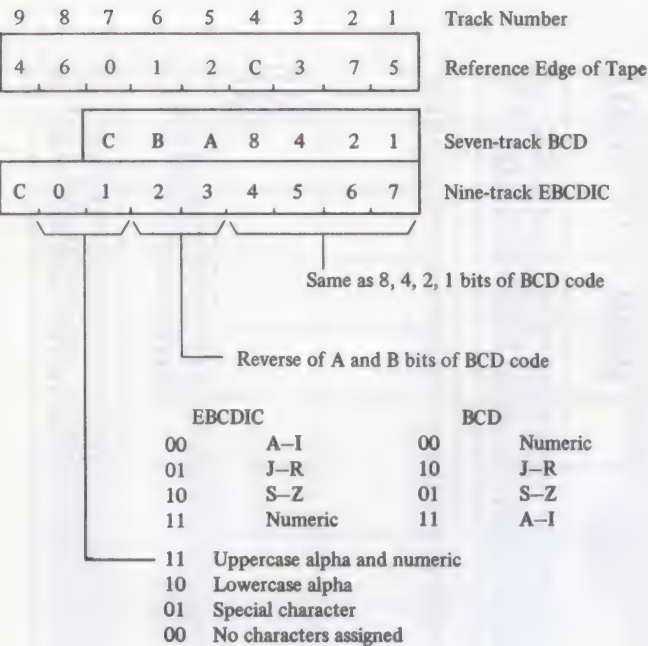 9 8 7 6 5 4 3 2 1 Track Number
4 6 0 1 2 C 3 7 5 Reference Edge of Tape
C B A 8 4 2 1 Seven-track BCD
C 0 1 2 3 4 5 6 7 Nine-track EBCDIC
Same as 8, 4, 2, 1 bits of BCD code
Reverse of A and B bits of BCD code
EBCDIC BCD
00 A–I 00 Numeric
01 J–R 10 J–R
10 S–Z 01 S–Z
11 Numeric 11 A–I
11 Uppercase alpha and numeric
10 Lowercase alpha
01 Special character
00 No characters assigned